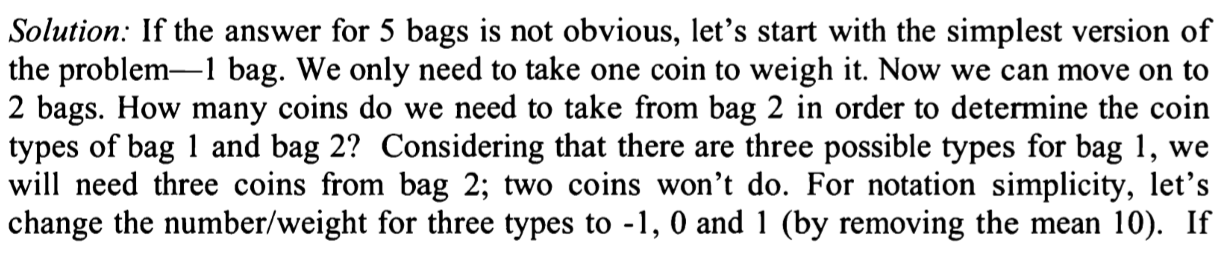 Solution: If the answer for 5 bags is not obvious, let's start with the simplest version of
the problem—1 bag. We only need to take one coin to weigh it. Now we can move on to
2 bags. How many coins do we need to take from bag 2 in order to determine the coin
types of bag 1 and bag 2? Considering that there are three possible types for bag 1, we
will need three coins from bag 2; two coins won't do. For notation simplicity, let's
change the number/weight for three types to -1, 0 and 1 (by removing the mean 10). If